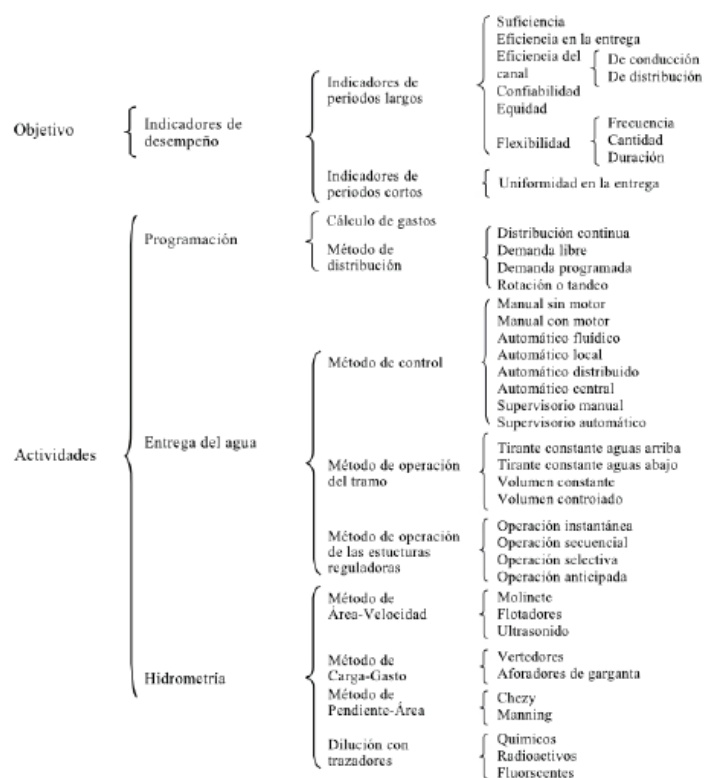 Objetivo
Indicadores de
desempeño
Indicadores de
periodos largos
Suficiencia
Eficiencia en la entrega
Eficiencia del
canal
De conducción
De distribución
Confiabilidad
Equidad
Flexibilidad
Frecuencia
Cantidad
Duración
Indicadores de
periodos cortos
Uniformidad en la entrega
Actividades
Programación
Cálculo de gastos
Método de
distribución
Distribución continua
Demanda libre
Demanda programada
Rotación o tandeo
Entrega del agua
Método de control
Manual sin motor
Manual con motor
Automático fluídico
Automático local
Automático distribuido
Automático central
Supervisorio manual
Supervisorio automático
Método de operación
del tramo
Tirante constante aguas arriba
Tirante constante aguas abajo
Volumen constante
Volumen controlado
Método de operación
de las estucturas
reguladoras
Operación instantánea
Operación secuencial
Operación selectiva
Operación anticipada
Hidrometría
Método de
Área-Velocidad
Molinete
Flotadores
Ultrasonido
Método de
Carga-Gasto
Vertedores
Aforadores de garganta
Método de
Pendiente-Área
Chezy
Manning
Dilución con
trazadores
Químicos
Radioactivos
Fluorscentes